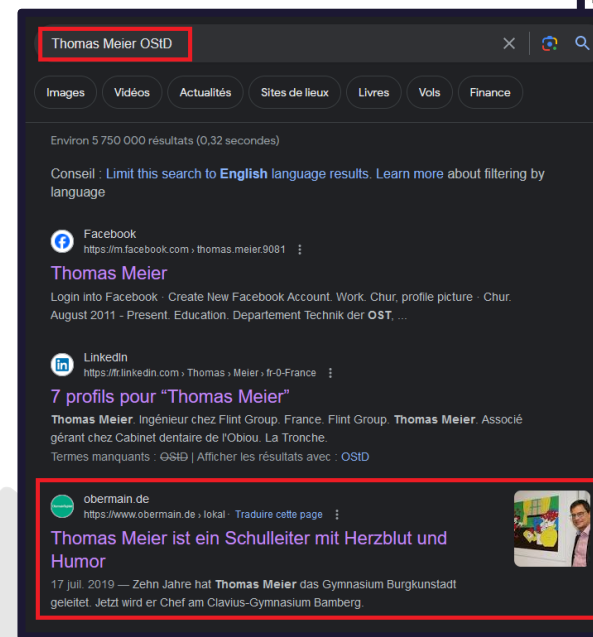 Thomas Meier OStD
Images Vidéos Actualités Sites de lieux Livres Vols Finance
Environ 5 750 000 résultats (0,32 secondes)
Conseil : Limit this search to English language results. Learn more about filtering by
language
Facebook
https://m.facebook.com › thomas.meier.9081
Thomas Meier
Login into Facebook · Create New Facebook Account. Work. Chur, profile picture · Chur.
August 2011 - Present. Education. Departement Technik der OST, ...
LinkedIn
https://fr.linkedin.com › Thomas › Meier › fr-0-France
7 profils pour “Thomas Meier”
Thomas Meier. Ingénieur chez Flint Group. France. Flint Group. Thomas Meier. Associé
gérant chez Cabinet dentaire de l'Obiou. La Tronche.
Termes manquants : OStD | Afficher les résultats avec : OStD
obermain.de
https://www.obermain.de › lokal · Traduire cette page
Thomas Meier ist ein Schulleiter mit Herzblut und
Humor
17 juil. 2019 — Zehn Jahre hat Thomas Meier das Gymnasium Burgkunstadt
geleitet. Jetzt wird er Chef am Clavius-Gymnasium Bamberg.